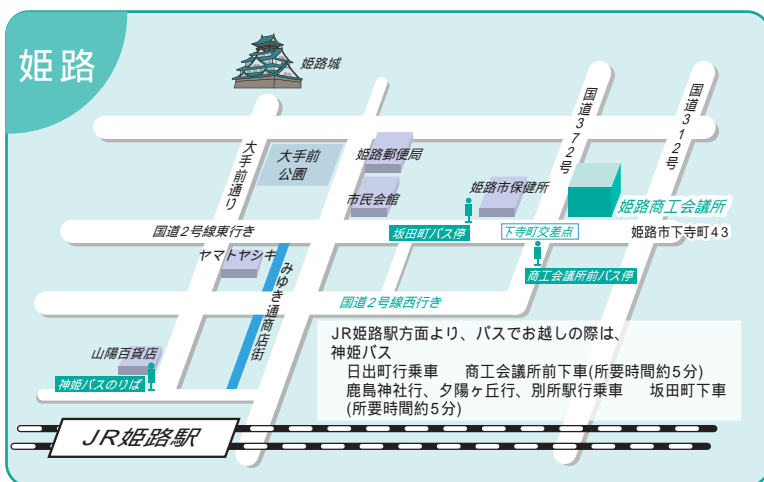 姫路
姫路城
国道372号
国道312号
大手前通り
大手前
公園
姫路郵便局
市民会館
姫路市保健所
姫路商工会議所
姫路市下寺町43
国道2号線東行き
坂田町バス停
下寺町交差点
ヤマトヤシキ
みゆき通商店街
商工会議所前バス停
国道2号線西行き
山陽百貨店
神姫バスのりば
JR姫路駅方面より、バスでお越しの際は、
神姫バス
日出町行乗車 商工会議所前下車(所要時間約5分)
鹿島神社行、夕陽ヶ丘行、別所駅行乗車 坂田町下車
(所要時間約5分)
JR姫路駅